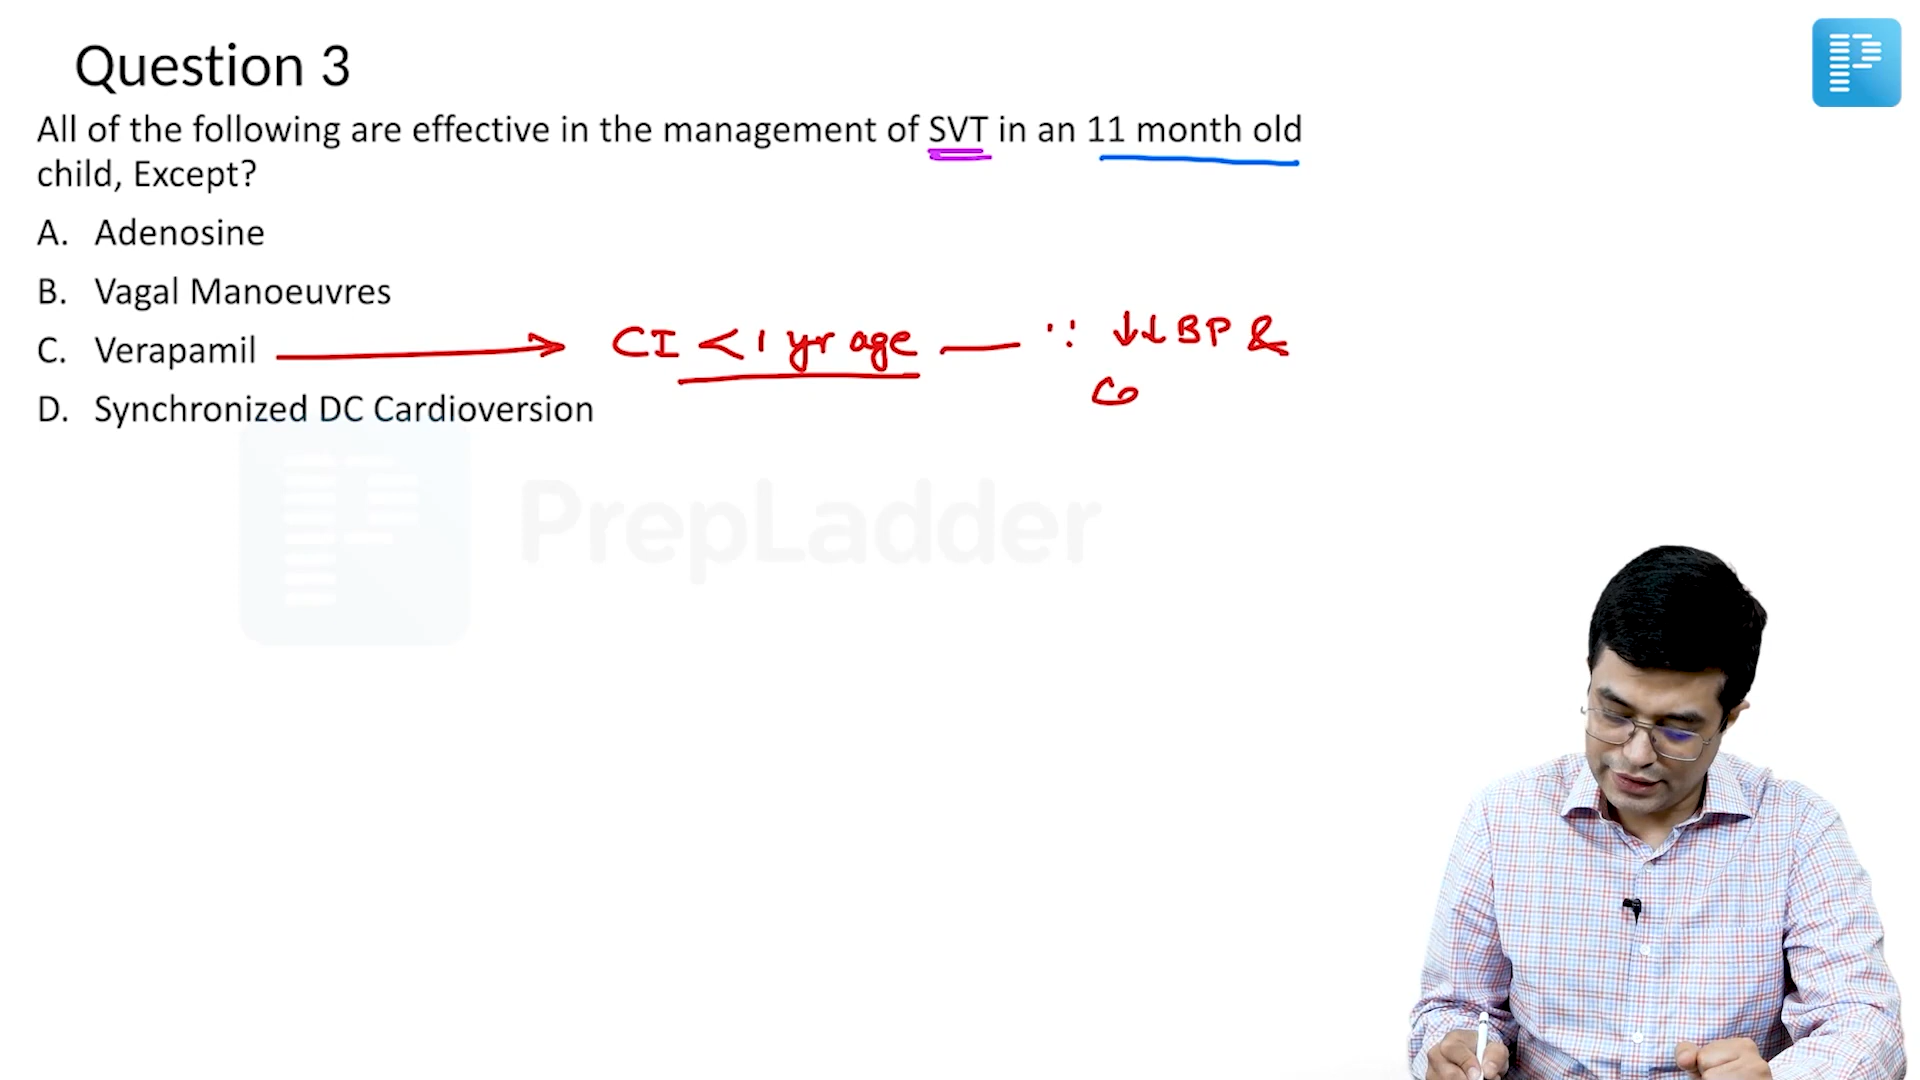 Question 3
All of the following are effective in the management of SVT in an 11 month old
child, Except?
A. Adenosine
B. Vagal Manoeuvres
C. Verapamil → CI < 1 yr age — ∵ ↓↓ BP &
Co
D. Synchronized DC Cardioversion
PrepLadder